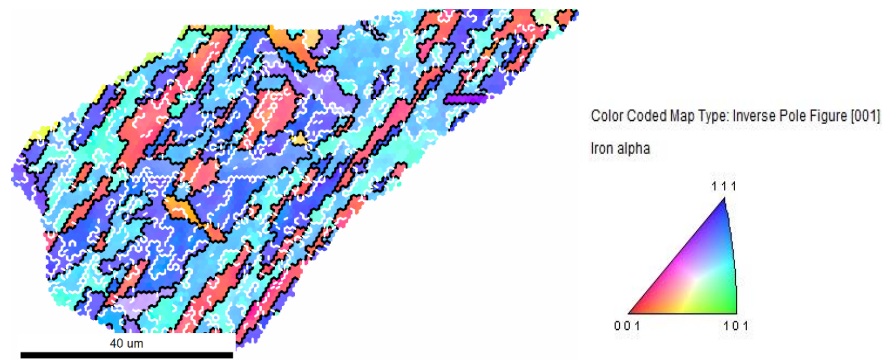 Color Coded Map Type: Inverse Pole Figure [001]
Iron alpha
1 1 1
0 0 1
1 0 1
40 um